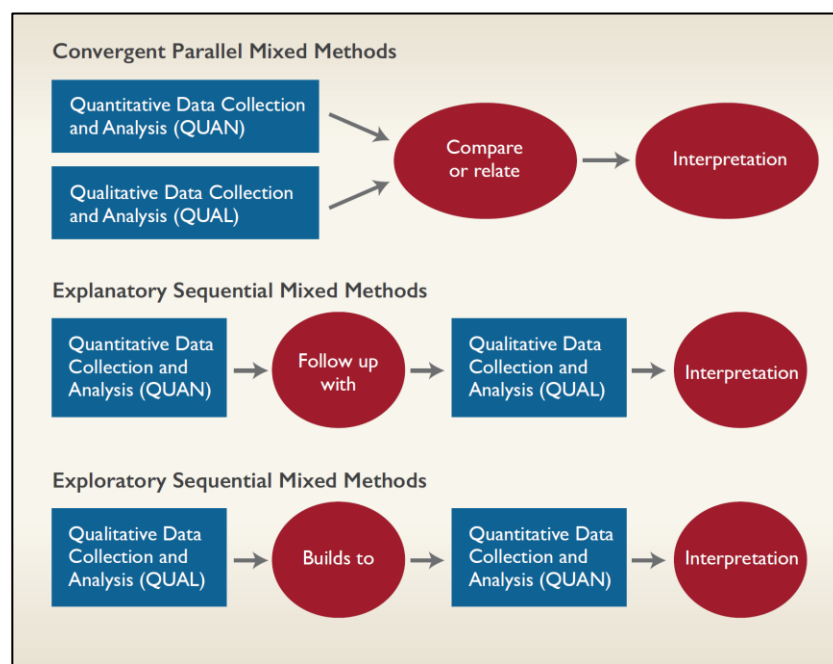 Convergent Parallel Mixed Methods
Quantitative Data Collection
and Analysis (QUAN)
Qualitative Data Collection
and Analysis (QUAL)
Compare
or relate
Interpretation
Explanatory Sequential Mixed Methods
Quantitative Data
Collection and
Analysis (QUAN)
Follow up
with
Qualitative Data
Collection and
Analysis (QUAL)
Interpretation
Exploratory Sequential Mixed Methods
Qualitative Data
Collection and
Analysis (QUAL)
Builds to
Quantitative Data
Collection and
Analysis (QUAN)
Interpretation